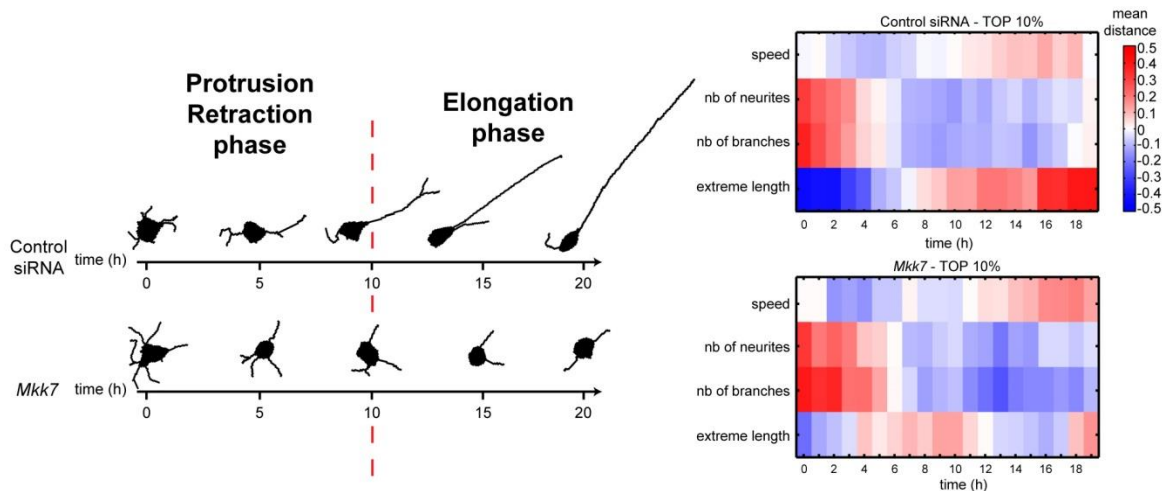 Protrusion
Retraction
phase
Elongation
phase
Control
siRNA
time (h)
0
5
10
15
20
Mkk7
time (h)
0
5
10
15
20
Control siRNA - TOP 10%
speed
nb of neurites
nb of branches
extreme length
0 2 4 6 8 10 12 14 16 18
time (h)
mean
distance
0.5
0.4
0.3
0.2
0.1
0
-0.1
-0.2
-0.3
-0.4
-0.5
Mkk7 - TOP 10%
speed
nb of neurites
nb of branches
extreme length
0 2 4 6 8 10 12 14 16 18
time (h)